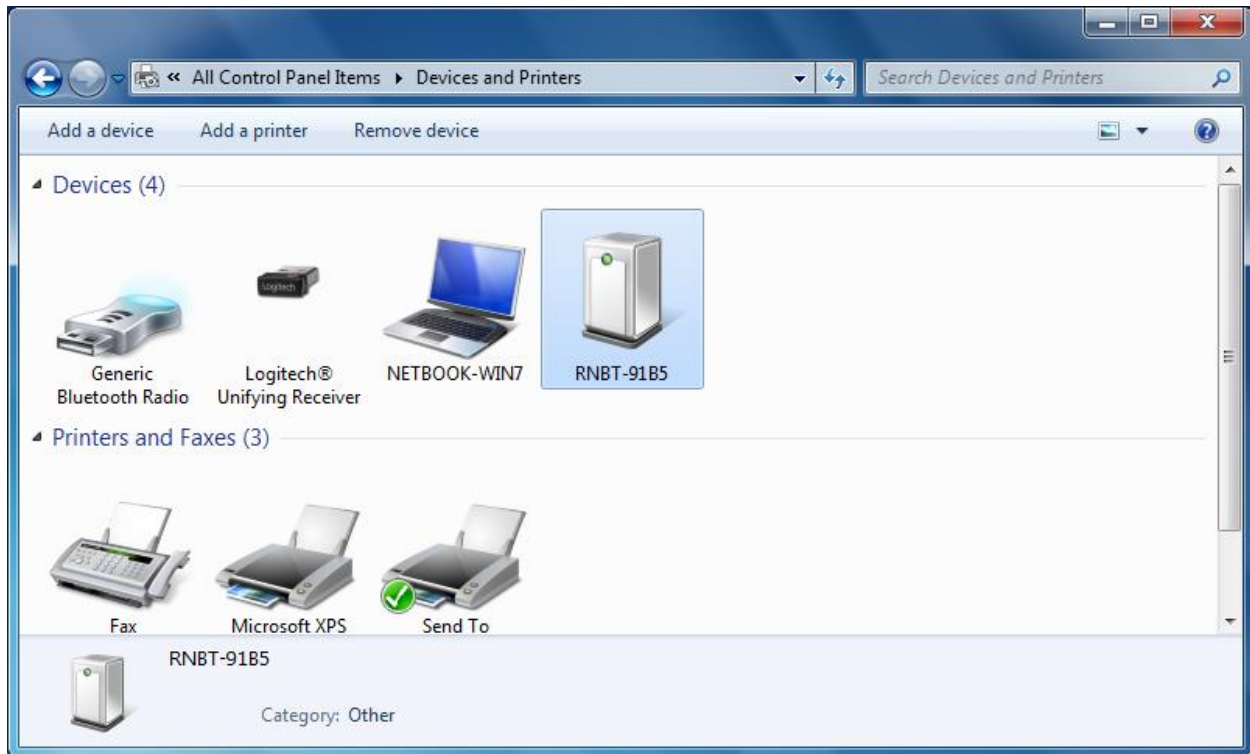 « All Control Panel Items ▸ Devices and Printers
Search Devices and Printers
Add a device Add a printer Remove device
Devices (4)
Logitech
Generic Bluetooth Radio
Logitech® Unifying Receiver
NETBOOK-WIN7
RNBT-91B5
Printers and Faxes (3)
Fax
Microsoft XPS
Send To
RNBT-91B5
Category: Other